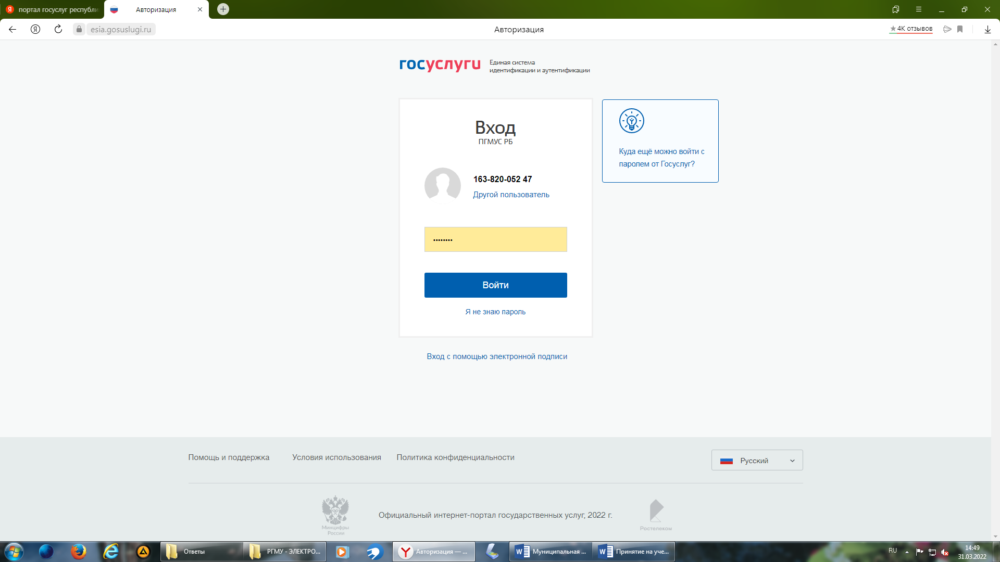 портал госуслуг республи
Авторизация
esia.gosuslugi.ru
Авторизация
4К отзывов
госуслуги
Единая система
идентификации и аутентификации
Вход
ПГМУС РБ
163-820-052 47
Другой пользователь
••••••••
Войти
Я не знаю пароль
Вход с помощью электронной подписи
Куда ещё можно войти с
паролем от Госуслуг?
Помощь и поддержка
Условия использования
Политика конфиденциальности
Русский
Минцифры
России
Официальный интернет-портал государственных услуг, 2022 г.
Ростелеком
Ответы
РГМУ - ЭЛЕКТРО...
Авторизация — ...
Муниципальная ...
Принятие на уче...
RU
14:49
31.03.2022